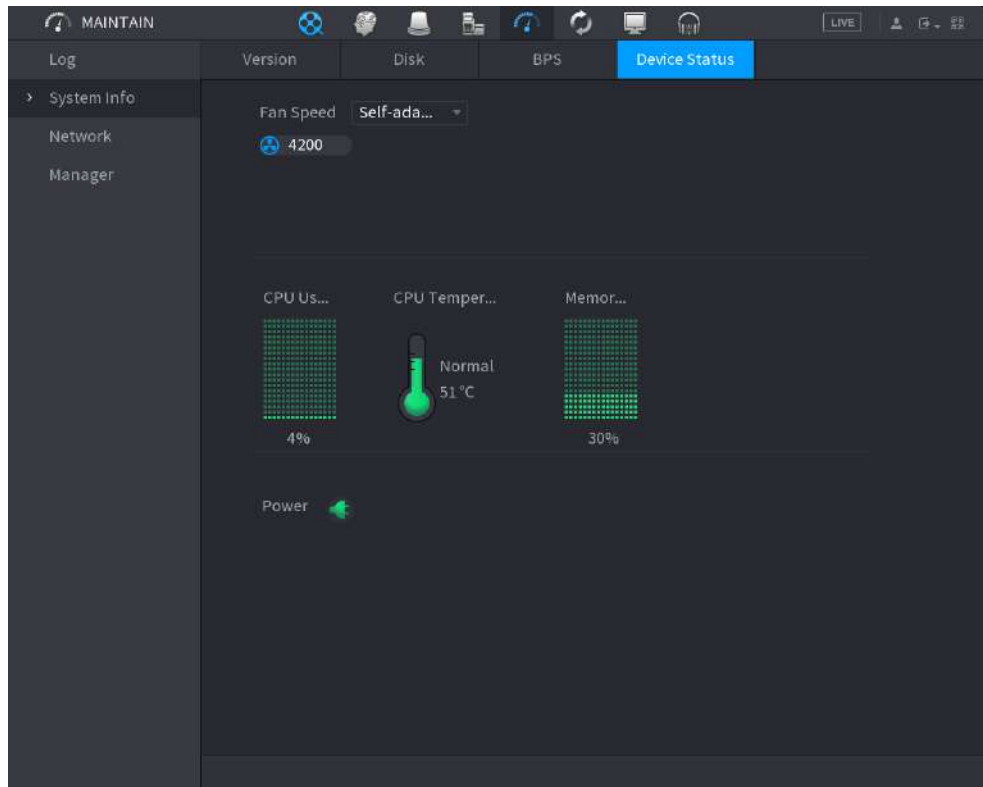 MAINTAIN LIVE
Log Version Disk BPS Device Status
System Info
Network
Manager
Fan Speed Self-ada...
4200
CPU Us... CPU Temper... Memor...
Normal
51°C
4% 30%
Power